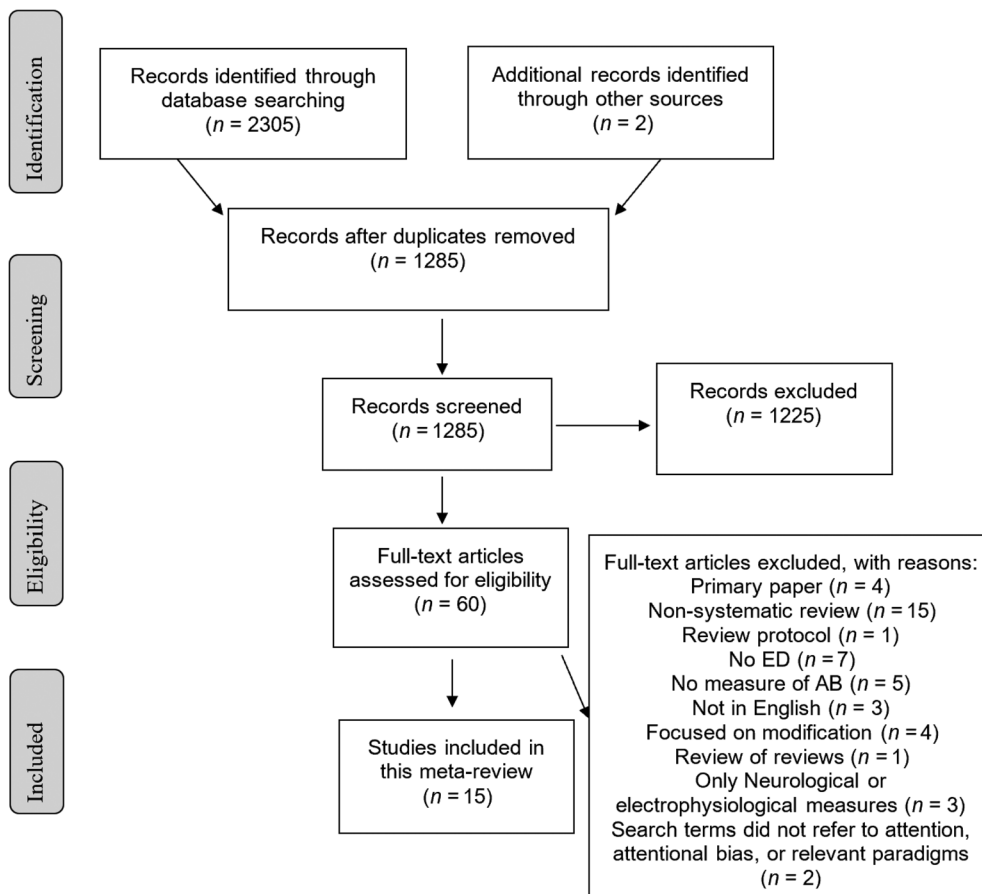 Identification
Records identified through
database searching
(n = 2305)
Additional records identified
through other sources
(n = 2)
Records after duplicates removed
(n = 1285)
Screening
Records screened
(n = 1285)
Records excluded
(n = 1225)
Eligibility
Full-text articles
assessed for eligibility
(n = 60)
Full-text articles excluded, with reasons:
Primary paper (n = 4)
Non-systematic review (n = 15)
Review protocol (n = 1)
No ED (n = 7)
No measure of AB (n = 5)
Not in English (n = 3)
Focused on modification (n = 4)
Review of reviews (n = 1)
Only Neurological or
electrophysiological measures (n = 3)
Search terms did not refer to attention,
attentional bias, or relevant paradigms
(n = 2)
Included
Studies included in
this meta-review
(n = 15)